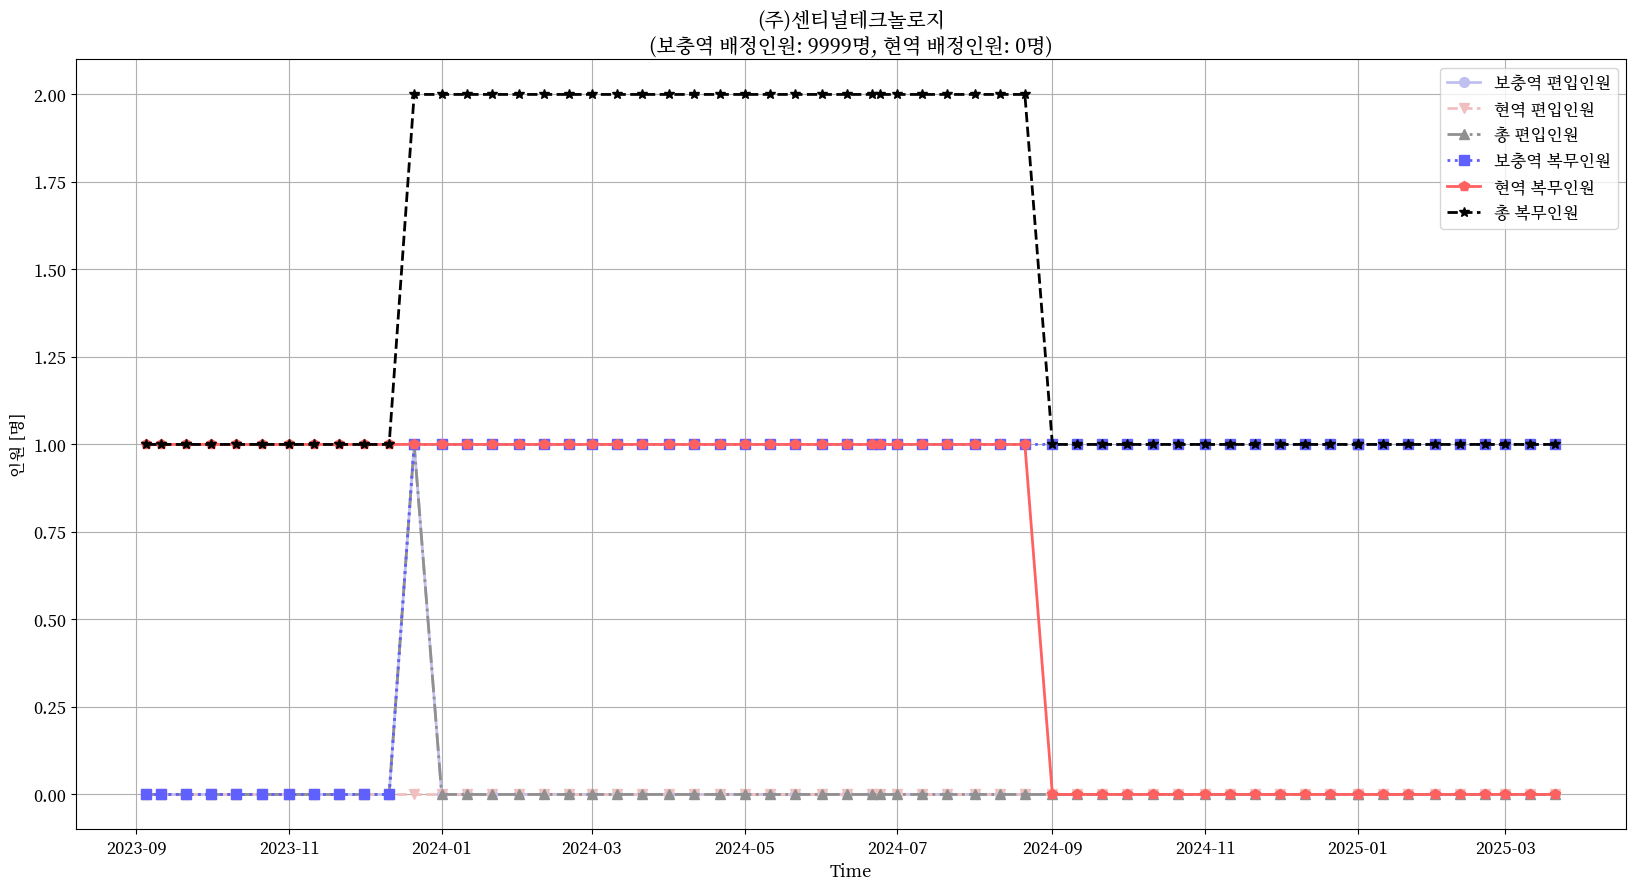 (주)센티널테크놀로지
(보충역 배정인원: 9999명, 현역 배정인원: 0명)
2.00
1.75
1.50
1.25
1.00
0.75
0.50
0.25
0.00
인원 [명]
보충역 편입인원
현역 편입인원
총 편입인원
보충역 복무인원
현역 복무인원
총 복무인원
2023-09 2023-11 2024-01 2024-03 2024-05 2024-07 2024-09 2024-11 2025-01 2025-03
Time